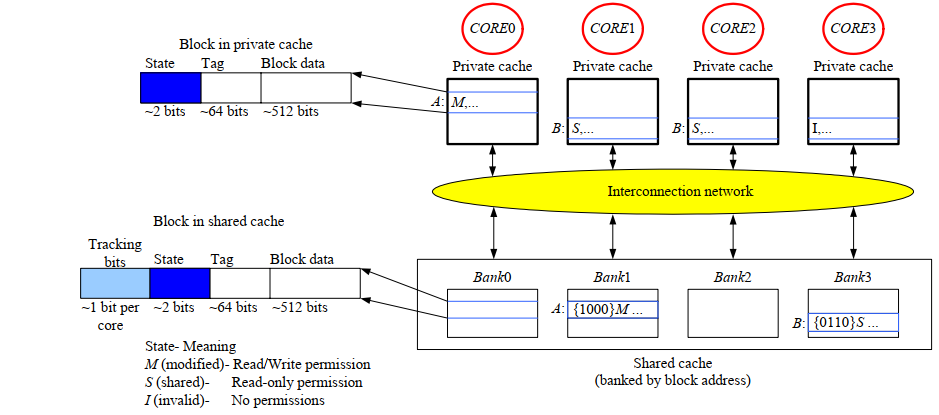 CORE0 CORE1 CORE2 CORE3
Block in private cache
Private cache Private cache Private cache Private cache
State Tag Block data
A: M,...
~2 bits ~64 bits ~512 bits
B: S,... B: S,... I,...
Interconnection network
Block in shared cache
Tracking
bits State Tag Block data
Bank0 Bank1 Bank2 Bank3
~1 bit per
core ~2 bits ~64 bits ~512 bits
A: {1000}M ...
B: {0110}S ...
State- Meaning
M (modified)- Read/Write permission
S (shared)- Read-only permission
I (invalid)- No permissions
Shared cache
(banked by block address)